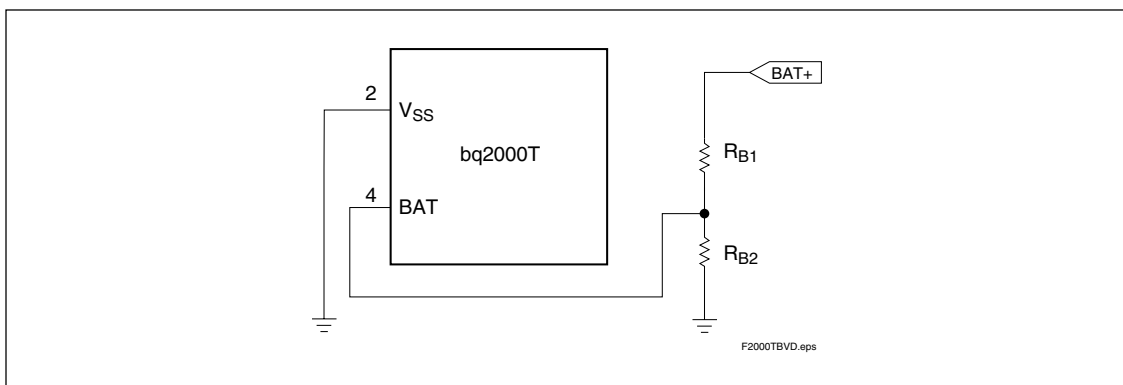 BAT+
2
VSS
bq2000T
RB1
4
BAT
RB2
F2000TBVD.eps